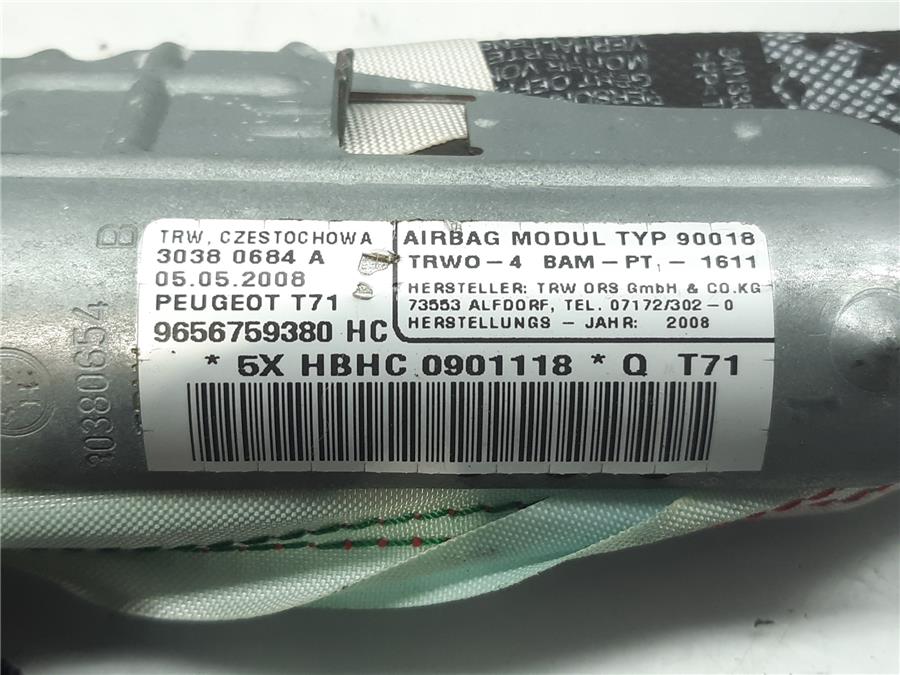 TRW, CZESTOCHOWA
3038 0684 A
05.05.2008
PEUGEOT T71
9656759380 HC
AIRBAG MODUL TYP 90018
TRWO-4 BAM-PT, - 1611
HERSTELLER: TRW ORS GmbH & CO.KG
73553 ALFDORF, TEL. 07172/302-0
HERSTELLUNGS - JAHR: 2008
* 5X HBHC 0901118 * Q T71
30380654
B